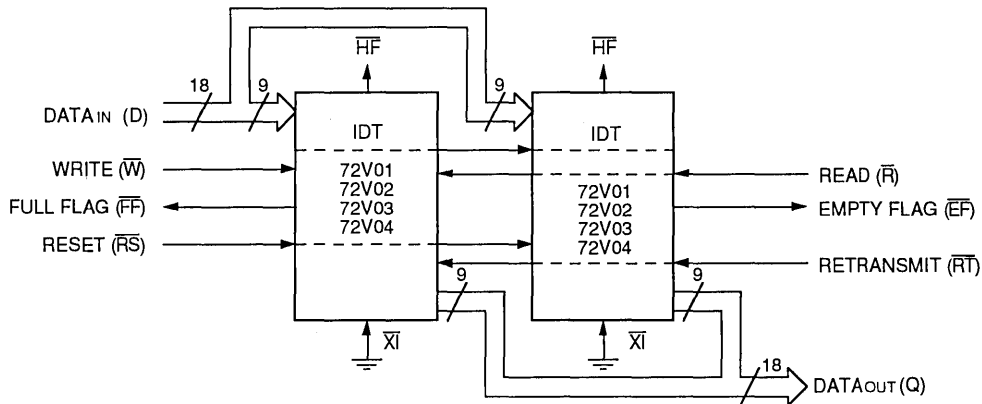 HF
HF
18
9
9
DATAIN (D)
IDT
IDT
WRITE (W)
72V01
72V02
72V03
72V04
72V01
72V02
72V03
72V04
READ (R)
FULL FLAG (FF)
EMPTY FLAG (EF)
RESET (RS)
RETRANSMIT (RT)
9
9
XI
XI
18
DATAOUT (Q)